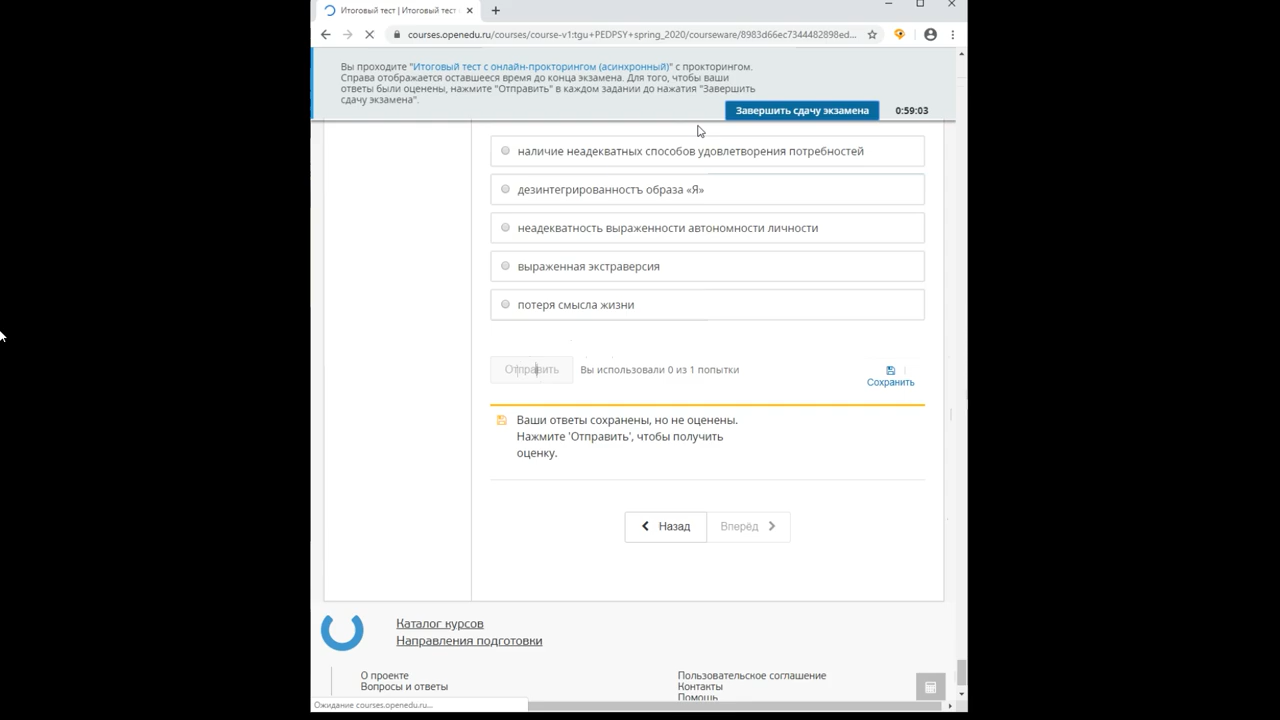 Итоговый тест | Итоговый тест
courses.openedu.ru/courses/course-v1:tgu+PEDPSY+spring_2020/courseware/8983d66ec7344482898ed...
Вы проходите "Итоговый тест с онлайн-прокторингом (асинхронный)" с прокторингом.
Справа отображается оставшееся время до конца экзамена. Для того, чтобы ваши
ответы были оценены, нажмите "Отправить" в каждом задании до нажатия "Завершить
сдачу экзамена".
Завершить сдачу экзамена 0:59:03
наличие неадекватных способов удовлетворения потребностей
дезинтегрированностъ образа «Я»
неадекватность выраженности автономности личности
выраженная экстраверсия
потеря смысла жизни
Отправить Вы использовали 0 из 1 попытки
Сохранить
Ваши ответы сохранены, но не оценены.
Нажмите 'Отправить', чтобы получить
оценку.
Назад Вперёд
Каталог курсов
Направления подготовки
О проекте Пользовательское соглашение
Вопросы и ответы Контакты
Помощь
Ожидание courses.openedu.ru...